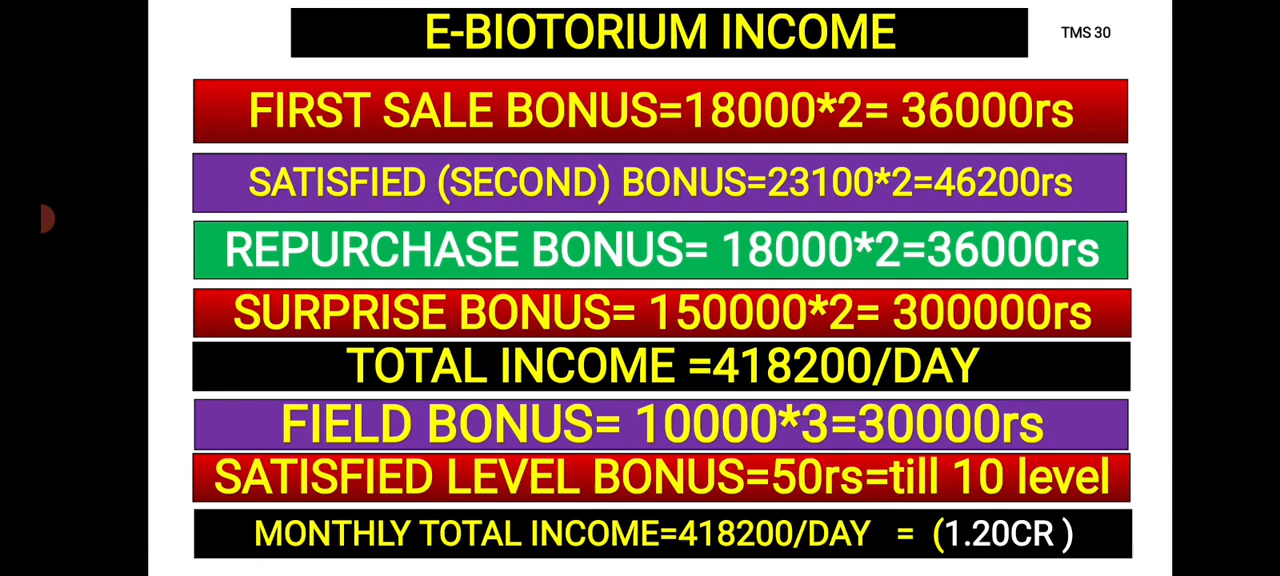 E-BIOTORIUM INCOME
TMS 30
FIRST SALE BONUS=18000*2= 36000rs
SATISFIED (SECOND) BONUS=23100*2=46200rs
REPURCHASE BONUS= 18000*2=36000rs
SURPRISE BONUS= 150000*2= 300000rs
TOTAL INCOME =418200/DAY
FIELD BONUS= 10000*3=30000rs
SATISFIED LEVEL BONUS=50rs=till 10 level
MONTHLY TOTAL INCOME=418200/DAY = (1.20CR )